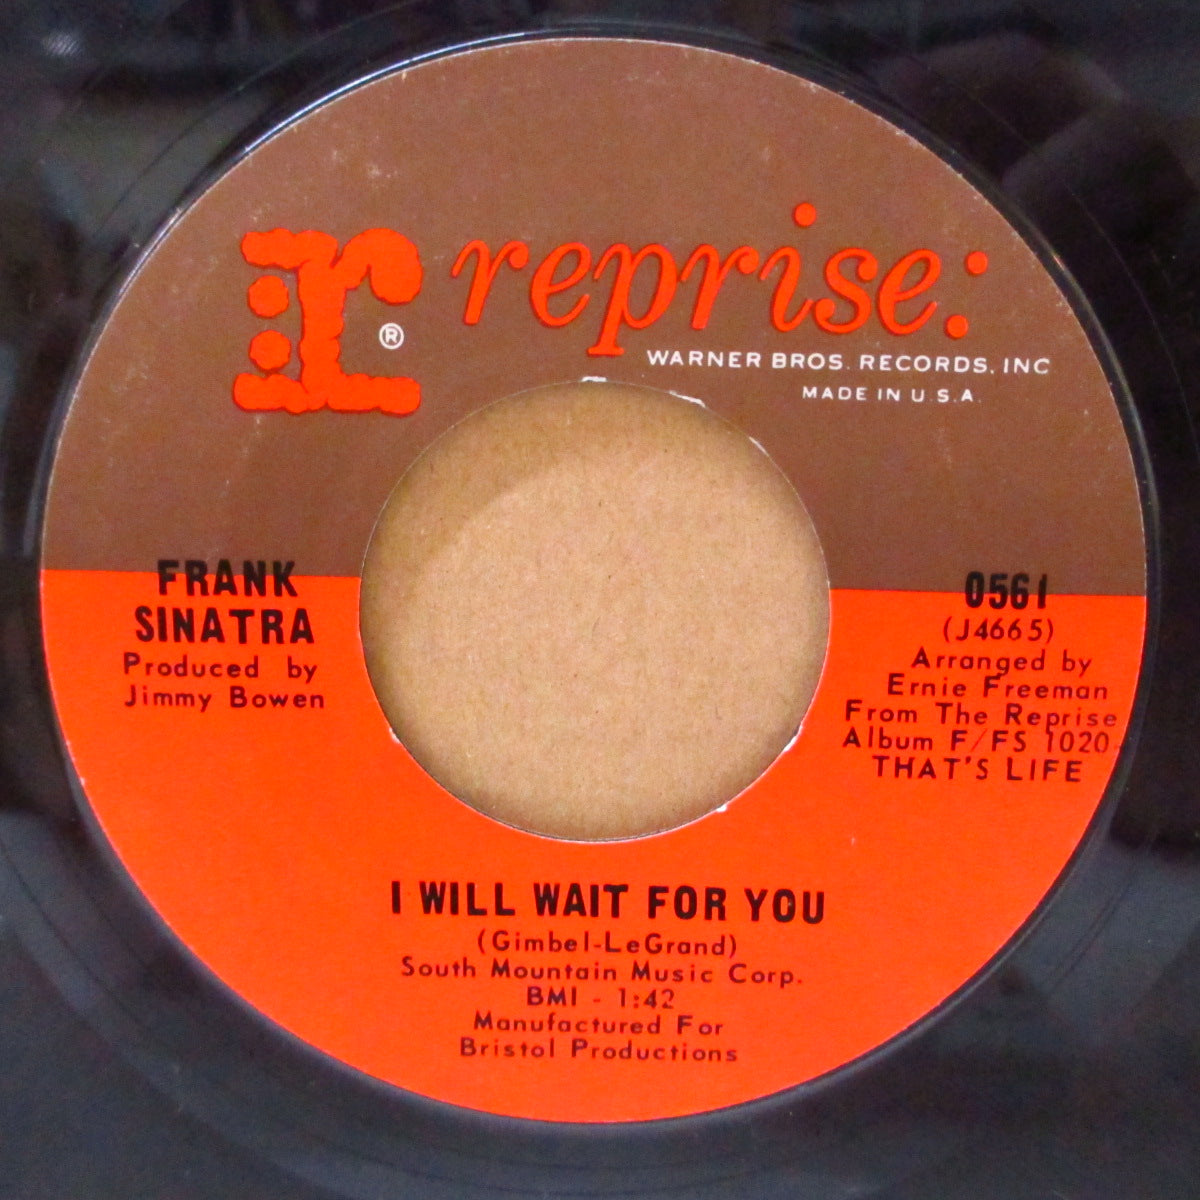 r reprise:
®
WARNER BROS. RECORDS, INC
MADE IN U.S.A.
FRANK
SINATRA
Produced by
Jimmy Bowen
0561
(J4665)
Arranged by
Ernie Freeman
From The Reprise
Album F/FS 1020
THAT'S LIFE
I WILL WAIT FOR YOU
(Gimbel-LeGrand)
South Mountain Music Corp.
BMI - 1:42
Manufactured For
Bristol Productions